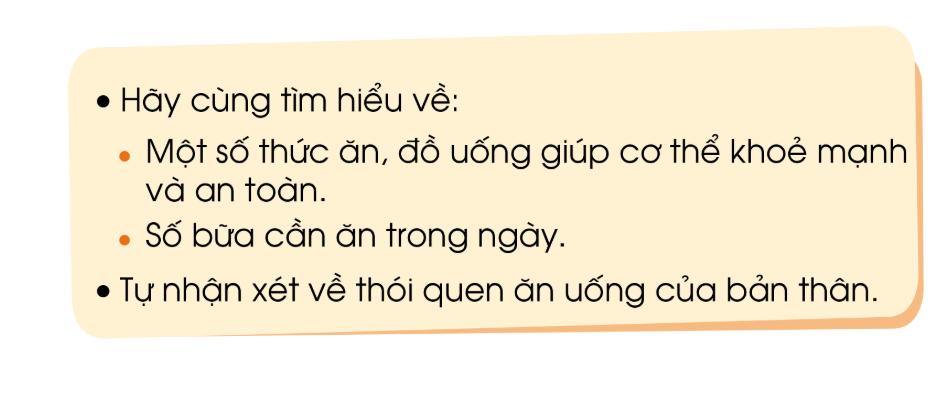 • Hãy cùng tìm hiểu về:
• Một số thức ăn, đồ uống giúp cơ thể khoẻ mạnh
và an toàn.
• Số bữa cần ăn trong ngày.
• Tự nhận xét về thói quen ăn uống của bản thân.